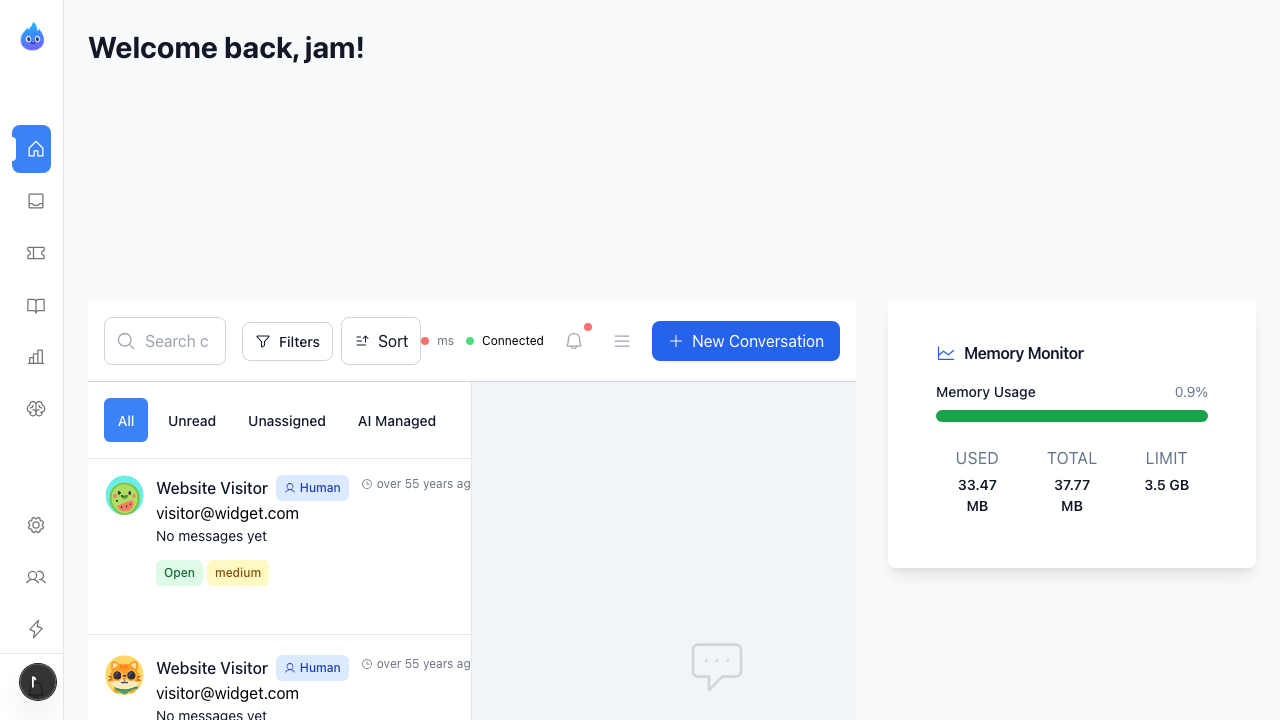 Welcome back, jam!
Search c
Filters
Sort
ms
Connected
New Conversation
All
Unread
Unassigned
AI Managed
Website Visitor
Human
over 55 years ag
visitor@widget.com
No messages yet
Open
medium
Website Visitor
Human
over 55 years ag
visitor@widget.com
No messages yet
Memory Monitor
Memory Usage
0.9%
USED
TOTAL
LIMIT
33.47 MB
37.77 MB
3.5 GB